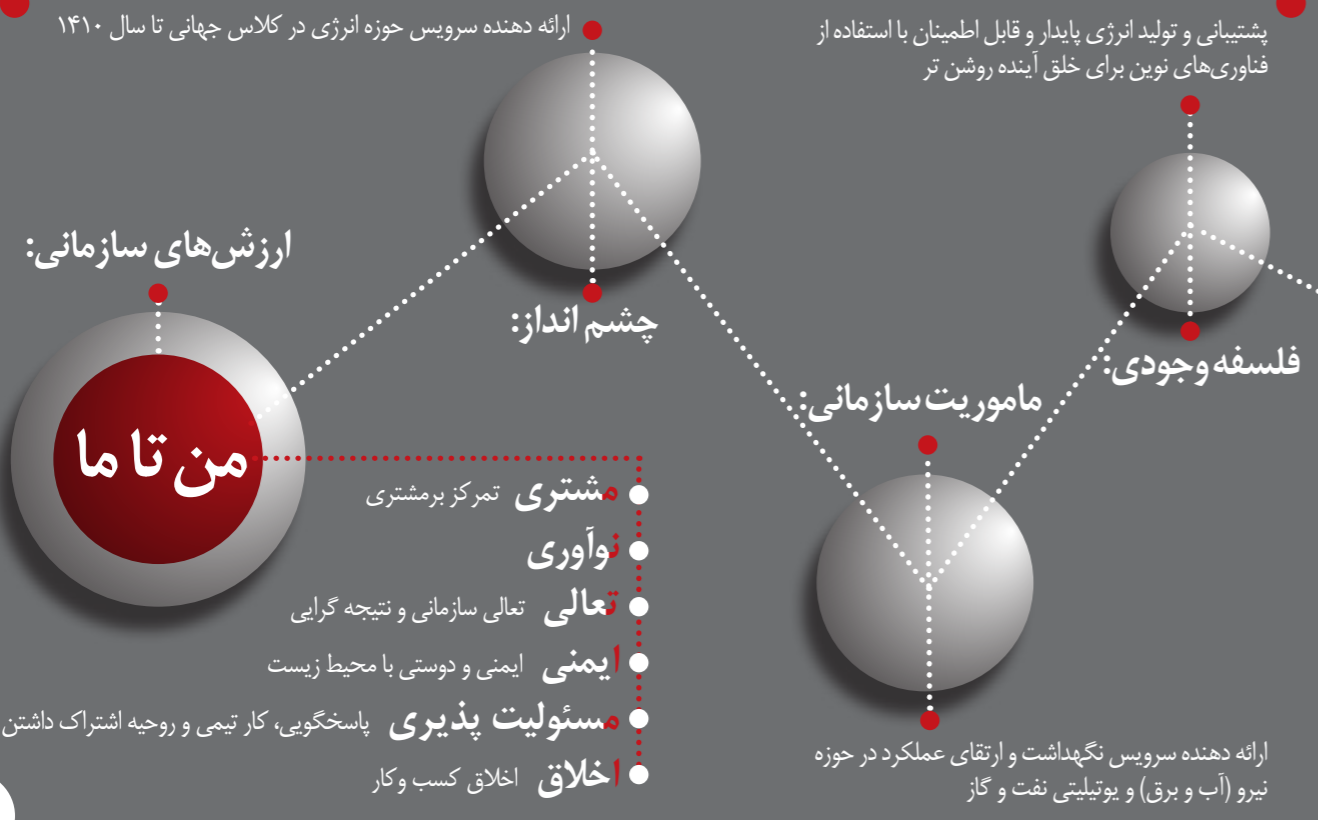 پشتیبانی و تولید انرژی پایدار و قابل اطمینان با استفاده از
فناوری‌های نوین برای خلق آینده روشن تر
فلسفه وجودی:
ماموریت سازمانی:
ارائه دهنده سرویس نگهداشت و ارتقای عملکرد در حوزه
نیرو (آب و برق) و یوتیلیتی نفت و گاز
ارائه دهنده سرویس حوزه انرژی در کلاس جهانی تا سال ۱۴۱۰
چشم انداز:
ارزش‌های سازمانی:
من تا ما
مشتری تمرکز برمشتری
نوآوری
تعالی تعالی سازمانی و نتیجه گرایی
ایمنی ایمنی و دوستی با محیط زیست
مسئولیت پذیری پاسخگویی، کار تیمی و روحیه اشتراک داشتن
اخلاق اخلاق کسب وکار